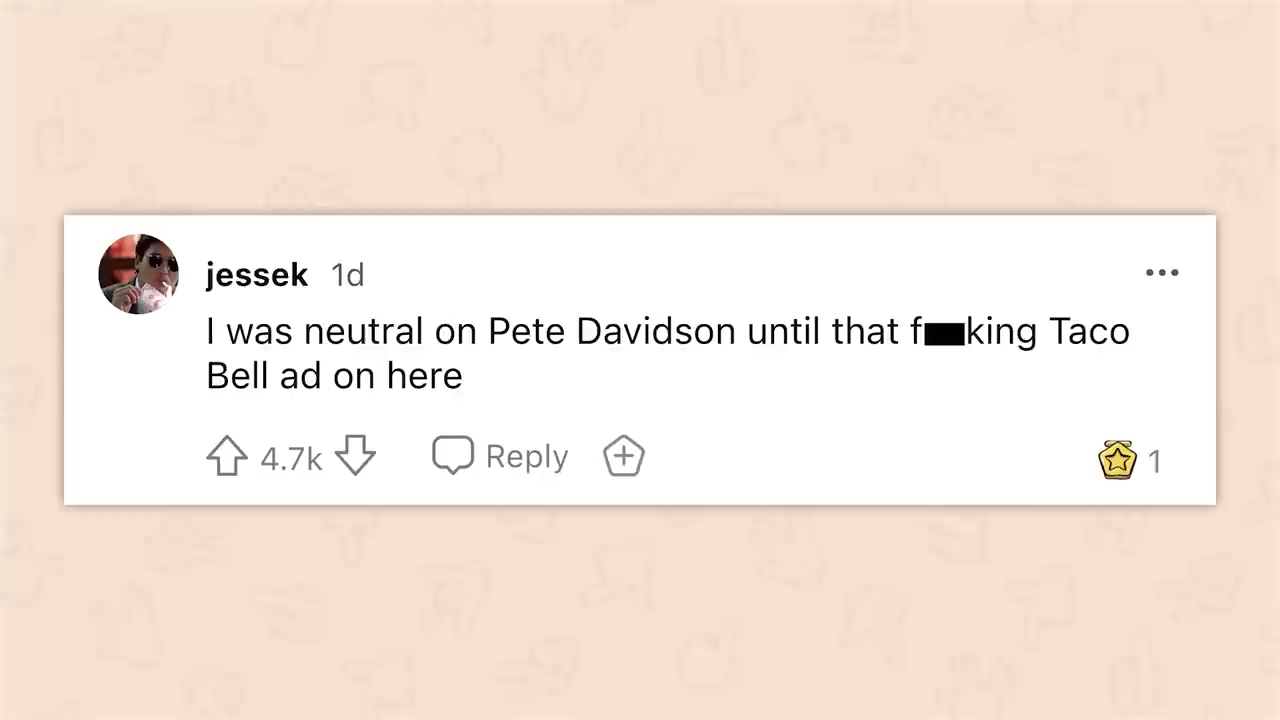 jessek 1d
I was neutral on Pete Davidson until that f■■king Taco
Bell ad on here
4.7k Reply 1